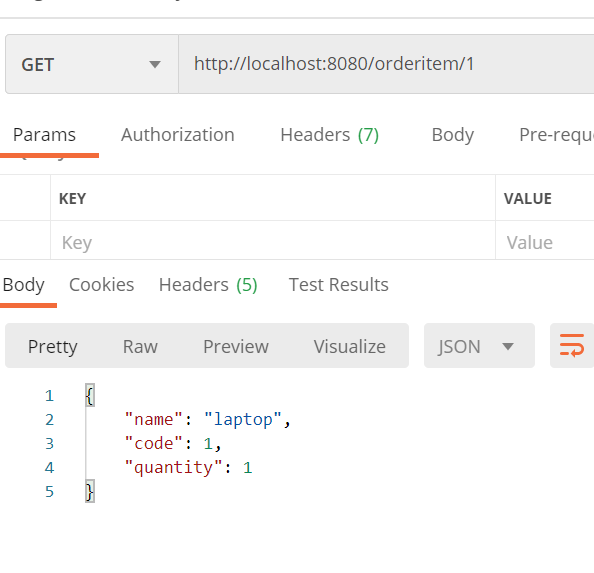 GET http://localhost:8080/orderitem/1
Params Authorization Headers (7) Body Pre-requ
KEY VALUE
Key Value
Body Cookies Headers (5) Test Results
Pretty Raw Preview Visualize JSON
1 {
2 "name": "laptop",
3 "code": 1,
4 "quantity": 1
5 }